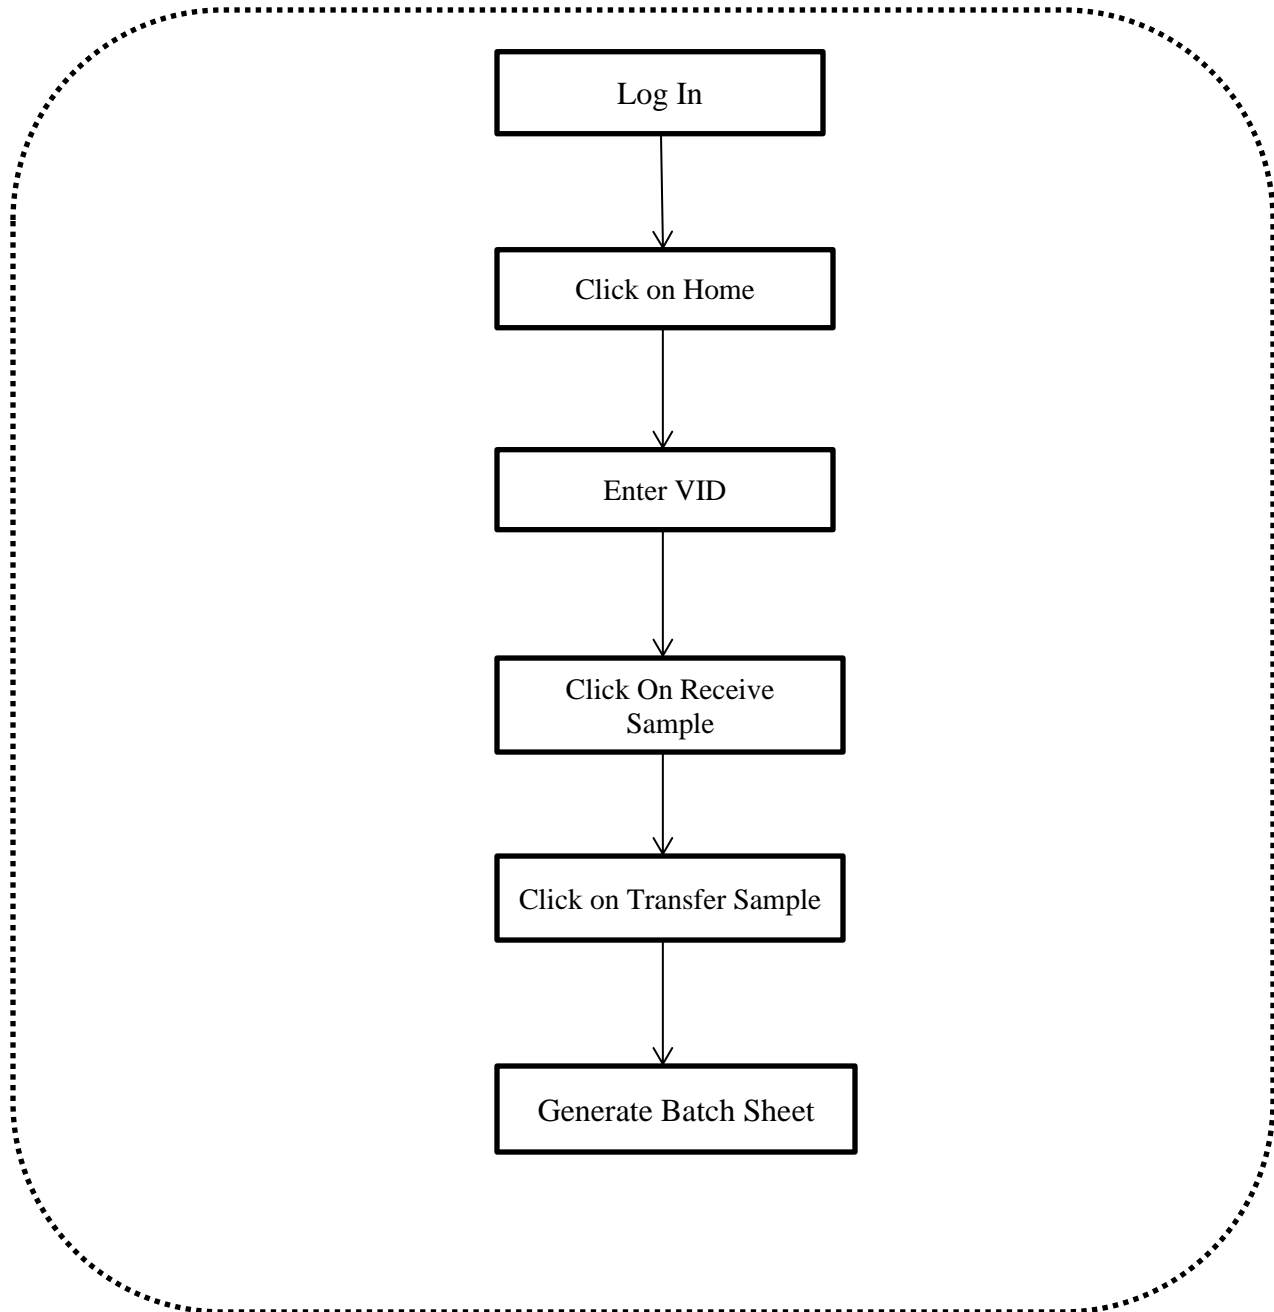 Log In
Click on Home
Enter VID
Click On Receive
Sample
Click on Transfer Sample
Generate Batch Sheet